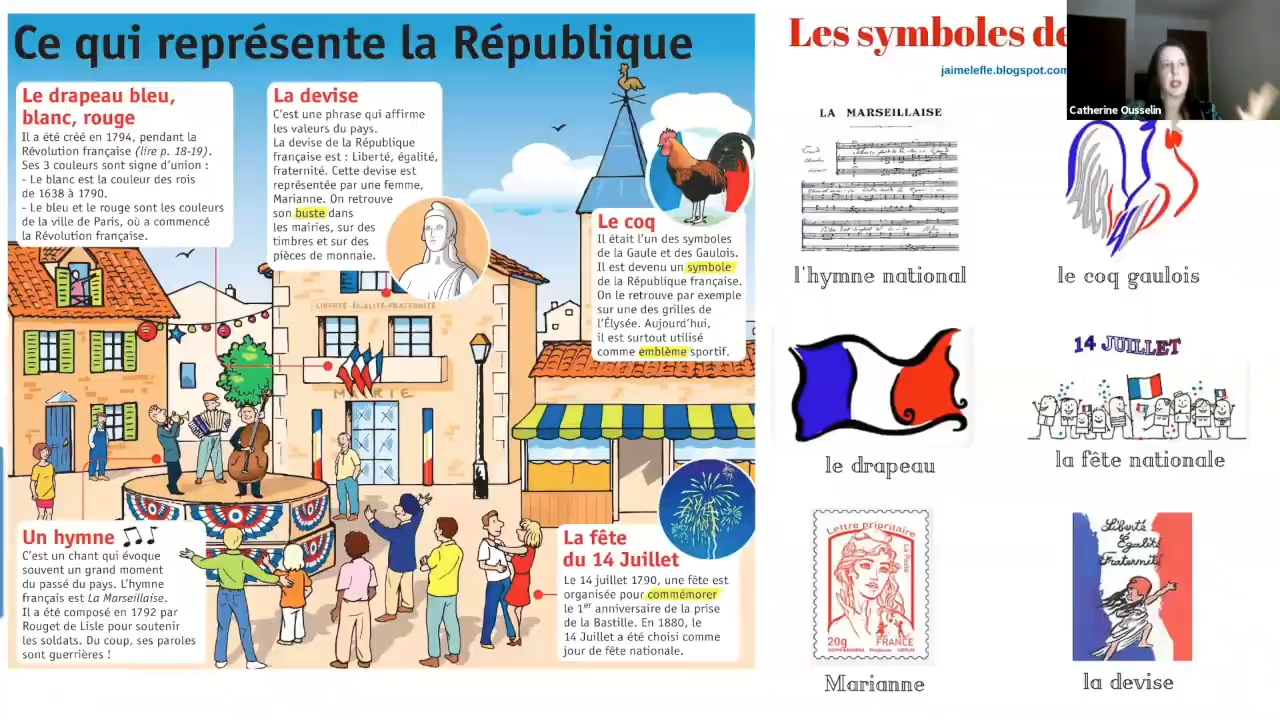 Ce qui représente la République
Le drapeau bleu,
blanc, rouge
Il a été créé en 1794, pendant la
Révolution française (lire p. 18-19).
Ses 3 couleurs sont signe d'union :
- Le blanc est la couleur des rois
de 1638 à 1790.
- Le bleu et le rouge sont les couleurs
de la ville de Paris, où a commencé
la Révolution française.
La devise
C'est une phrase qui affirme
les valeurs du pays.
La devise de la République
française est : Liberté, égalité,
fraternité. Cette devise est
représentée par une femme,
Marianne. On retrouve
son buste dans
les mairies, sur des
timbres et sur des
pièces de monnaie.
Le coq
Il était l'un des symboles
de la Gaule et des Gaulois.
Il est devenu un symbole
de la République française.
On le retrouve par exemple
sur une des grilles de
l'Élysée. Aujourd'hui,
il est surtout utilisé
comme emblème sportif.
LIBERTÉ-ÉGALITÉ-FRATERNITÉ
MAIRIE
Un hymne
C'est un chant qui évoque
souvent un grand moment
du passé du pays. L'hymne
français est La Marseillaise.
Il a été composé en 1792 par
Rouget de Lisle pour soutenir
les soldats. Du coup, ses paroles
sont guerrières !
La fête
du 14 Juillet
Le 14 juillet 1790, une fête est
organisée pour commémorer
le 1er anniversaire de la prise
de la Bastille. En 1880, le
14 Juillet a été choisi comme
jour de fête nationale.
Les symboles de
jaimelefle.blogspot.com
Catherine Ousselin
LA MARSEILLAISE
l'hymne national
le coq gaulois
le drapeau
14 JUILLET
la fête nationale
Lettre prioritaire
La Poste
20g
FRANCE
Marianne
Liberté
Égalité
Fraternité
la devise